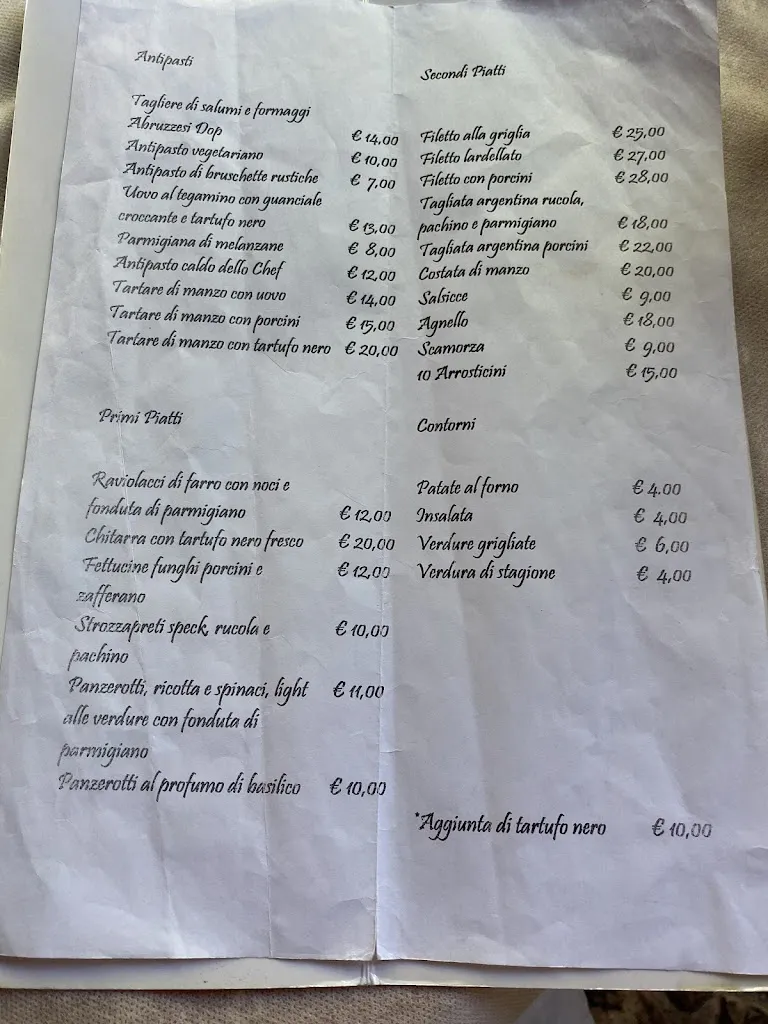 Antipasti
Tagliere di salumi e formaggi
Abruzzesi Dop € 14,00
Antipasto vegetariano € 10,00
Antipasto di bruschette rustiche € 7,00
Uovo al tegamino con guanciale
croccante e tartufo nero € 13,00
Parmigiana di melanzane € 8,00
Antipasto caldo dello Chef € 12,00
Tartare di manzo con uovo € 14,00
Tartare di manzo con porcini € 15,00
Tartare di manzo con tartufo nero € 20,00
Primi Piatti
Raviolacci di farro con noci e
fonduta di parmigiano € 12,00
Chitarra con tartufo nero fresco € 20,00
Fettucine funghi porcini e € 12,00
zafferano
Strozzapreti speck, rucola e € 10,00
pachino
Panzerotti, ricotta e spinaci, light € 11,00
alle verdure con fonduta di
parmigiano
Panzerotti al profumo di basilico € 10,00
Secondi Piatti
Filetto alla griglia € 25,00
Filetto lardellato € 27,00
Filetto con porcini € 28,00
Tagliata argentina rucola,
pachino e parmigiano € 18,00
Tagliata argentina porcini € 22,00
Costata di manzo € 20,00
Salsicce € 9,00
Agnello € 18,00
Scamorza € 9,00
10 Arrosticini € 15,00
Contorni
Patate al forno € 4.00
Insalata € 4,00
Verdure grigliate € 6,00
Verdura di stagione € 4,00
*Aggiunta di tartufo nero € 10,00